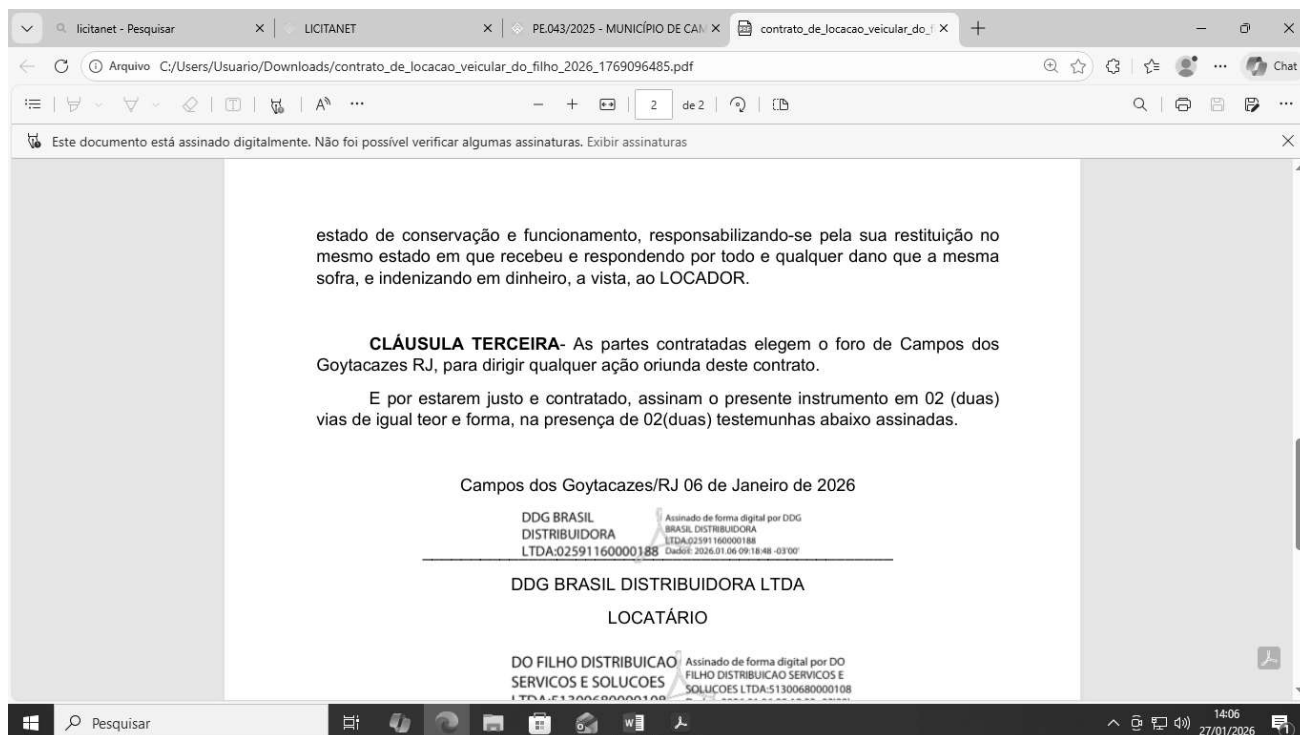 licitanet - Pesquisar
LICITANET
PE.043/2025 - MUNICÍPIO DE CAM
contrato_de_locacao_veicular_do_f
Arquivo C:/Users/Usuario/Downloads/contrato_de_locacao_veicular_do_filho_2026_1769096485.pdf
Chat
2 de 2
Este documento está assinado digitalmente. Não foi possível verificar algumas assinaturas. Exibir assinaturas
estado de conservação e funcionamento, responsabilizando-se pela sua restituição no
mesmo estado em que recebeu e respondendo por todo e qualquer dano que a mesma
sofra, e indenizando em dinheiro, a vista, ao LOCADOR.
CLÁUSULA TERCEIRA- As partes contratadas elegem o foro de Campos dos
Goytacazes RJ, para dirigir qualquer ação oriunda deste contrato.
E por estarem justo e contratado, assinam o presente instrumento em 02 (duas)
vias de igual teor e forma, na presença de 02(duas) testemunhas abaixo assinadas.
Campos dos Goytacazes/RJ 06 de Janeiro de 2026
DDG BRASIL
DISTRIBUIDORA
LTDA:02591160000188
Assinado de forma digital por DDG
BRASIL DISTRIBUIDORA
LTDA:02591160000188
Dados: 2026.01.06 09:18:48 -03'00'
DDG BRASIL DISTRIBUIDORA LTDA
LOCATÁRIO
DO FILHO DISTRIBUICAO
SERVICOS E SOLUCOES
LTDA:51300680000108
Assinado de forma digital por DO
FILHO DISTRIBUICAO SERVICOS E
SOLUCOES LTDA:51300680000108
Pesquisar
14:06
27/01/2026